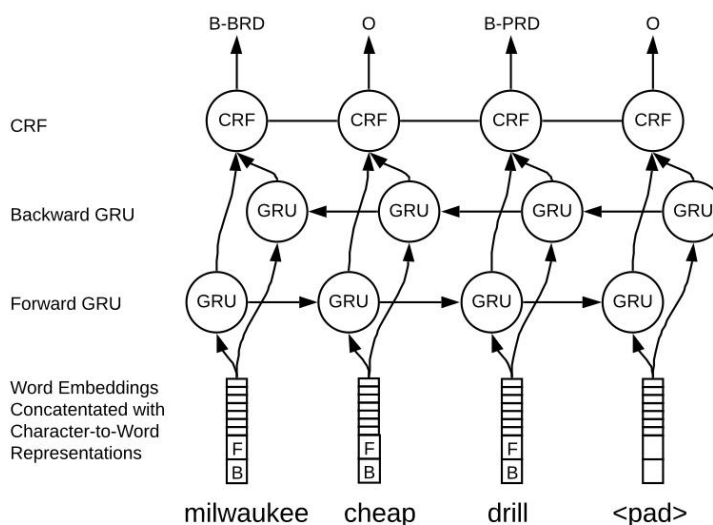 B-BRD O B-PRD O
CRF CRF CRF CRF CRF
Backward GRU GRU GRU GRU GRU
Forward GRU GRU GRU GRU GRU
Word Embeddings
Concatentated with
Character-to-Word
Representations
F F F
B B B
milwaukee cheap drill <pad>